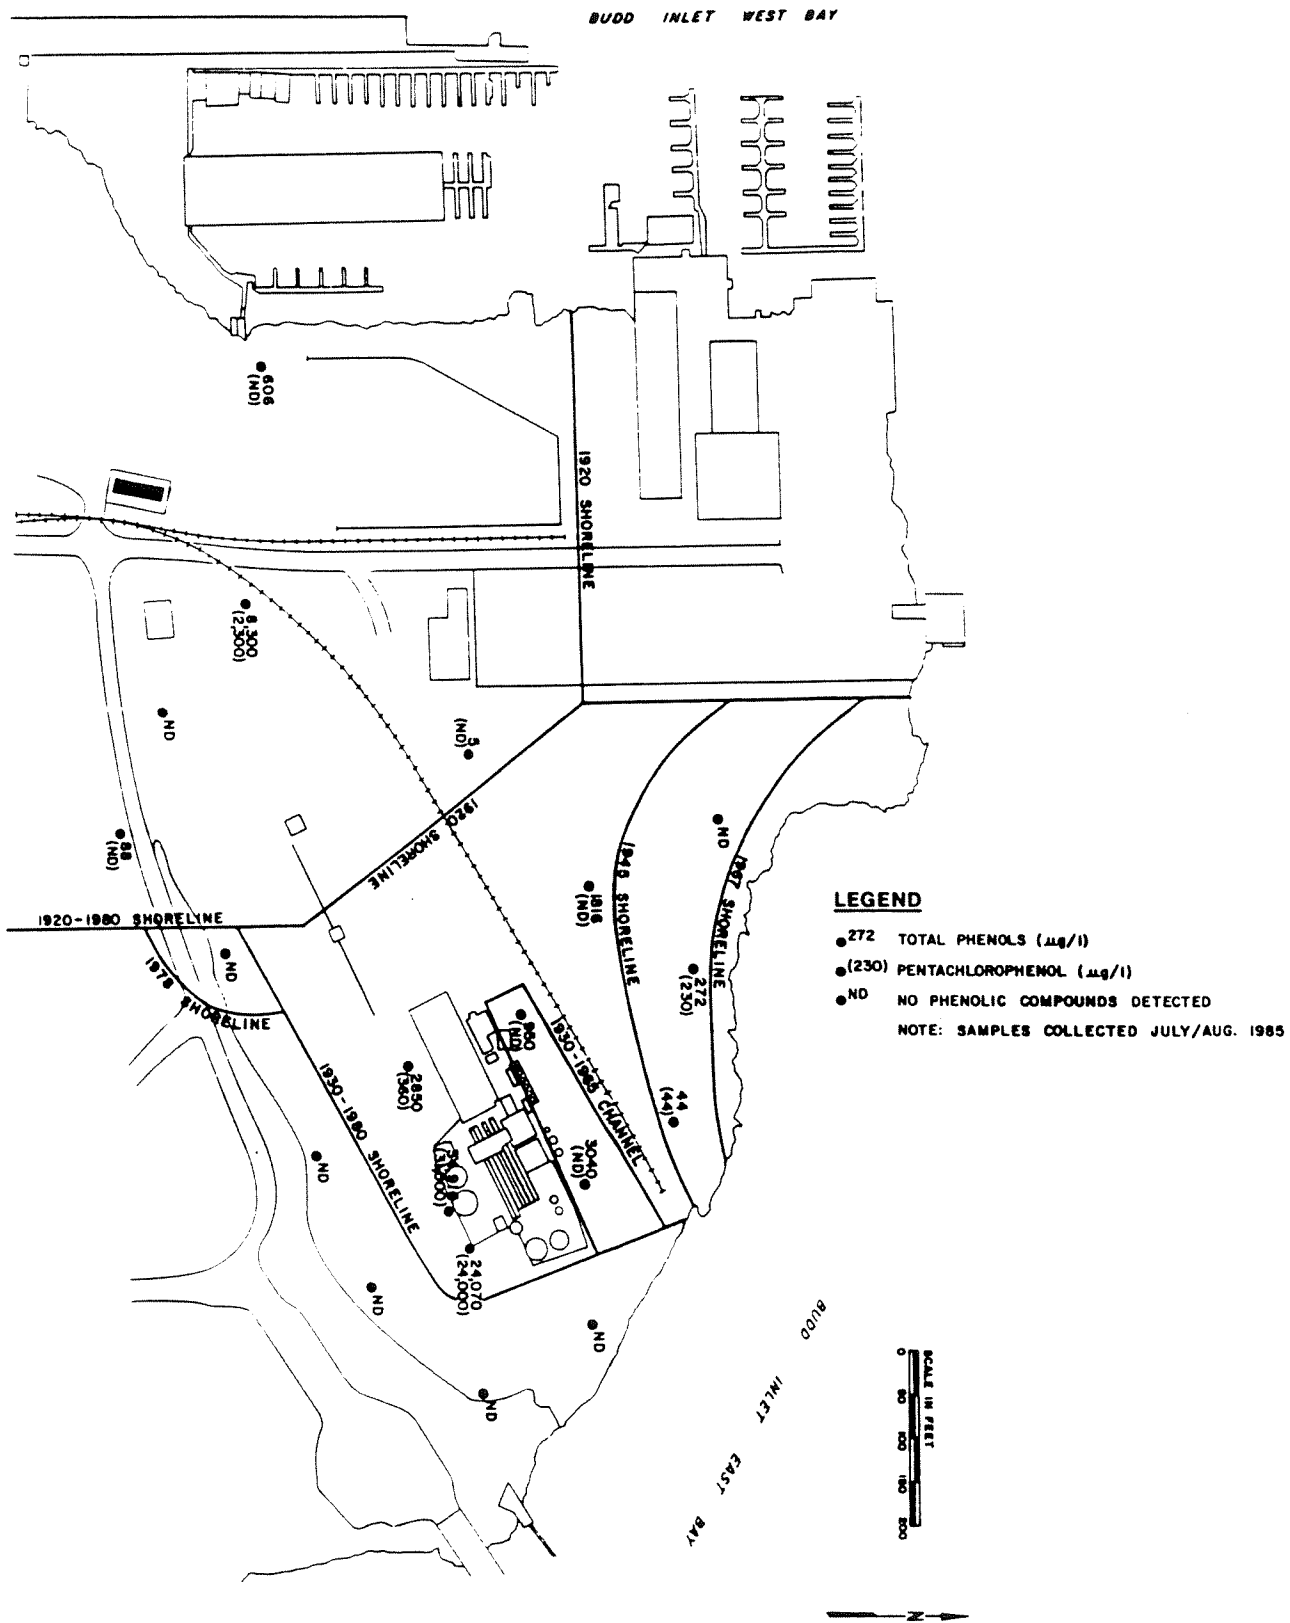 BUDD INLET WEST BAY
606
(ND)
1920 SHORELINE
8,300
(2,300)
ND
5
(ND)
1920 SHORELINE
88
(ND)
ND
1945 SHORELINE
1967 SHORELINE
1816
(ND)
LEGEND
272 TOTAL PHENOLS (µg/l)
(230) PENTACHLOROPHENOL (µg/l)
ND NO PHENOLIC COMPOUNDS DETECTED
NOTE: SAMPLES COLLECTED JULY/AUG. 1985
1920-1980 SHORELINE
ND
1978 SHORELINE
272
(230)
960
(ND)
1930-1965 CHANNEL
2850
(360)
1930-1980 SHORELINE
44
(44)
3040
(ND)
ND
24,070
(24,000)
ND
ND
ND
BUDD INLET EAST BAY
SCALE IN FEET
0 50 100 150 200
N